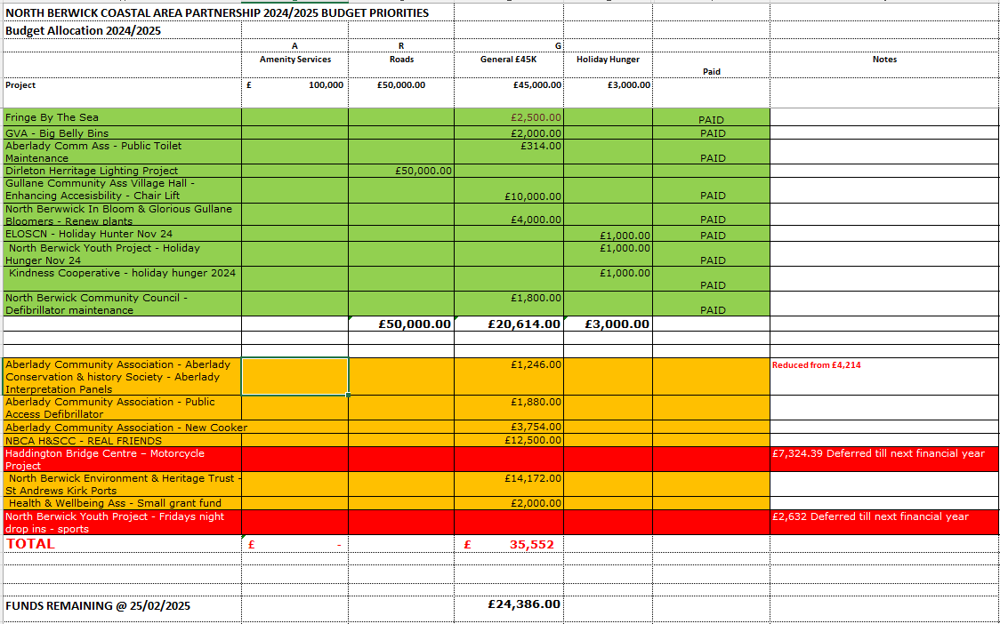 NORTH BERWICK COASTAL AREA PARTNERSHIP 2024/2025 BUDGET PRIORITIES
Budget Allocation 2024/2025
A R G
Amenity Services Roads General £45K Holiday Hunger Paid Notes
Project £ 100,000 £50,000.00 £45,000.00 £3,000.00
Fringe By The Sea £2,500.00 PAID
GVA - Big Belly Bins £2,000.00 PAID
Aberlady Comm Ass - Public Toilet £314.00
Maintenance PAID
Dirleton Herritage Lighting Project £50,000.00
Gullane Community Ass Village Hall -
Enhancing Accesisbility - Chair Lift £10,000.00 PAID
North Berwwick In Bloom & Glorious Gullane
Bloomers - Renew plants £4,000.00 PAID
ELOSCN - Holiday Hunter Nov 24 £1,000.00 PAID
North Berwick Youth Project - Holiday £1,000.00
Hunger Nov 24 PAID
Kindness Cooperative - holiday hunger 2024 £1,000.00
PAID
North Berwick Community Council - £1,800.00
Defibrillator maintenance PAID
£50,000.00 £20,614.00 £3,000.00
Aberlady Community Association - Aberlady £1,246.00 Reduced from £4,214
Conservation & history Society - Aberlady
Interpretation Panels
Aberlady Community Association - Public £1,880.00
Access Defibrillator
Aberlady Community Association - New Cooker £3,754.00
NBCA H&SCC - REAL FRIENDS £12,500.00
Haddington Bridge Centre – Motorcycle £7,324.39 Deferred till next financial year
Project
North Berwick Environment & Heritage Trust - £14,172.00
St Andrews Kirk Ports
Health & Wellbeing Ass - Small grant fund £2,000.00
North Berwick Youth Project - Fridays night £2,632 Deferred till next financial year
drop ins - sports
TOTAL £ - £ 35,552
FUNDS REMAINING @ 25/02/2025 £24,386.00